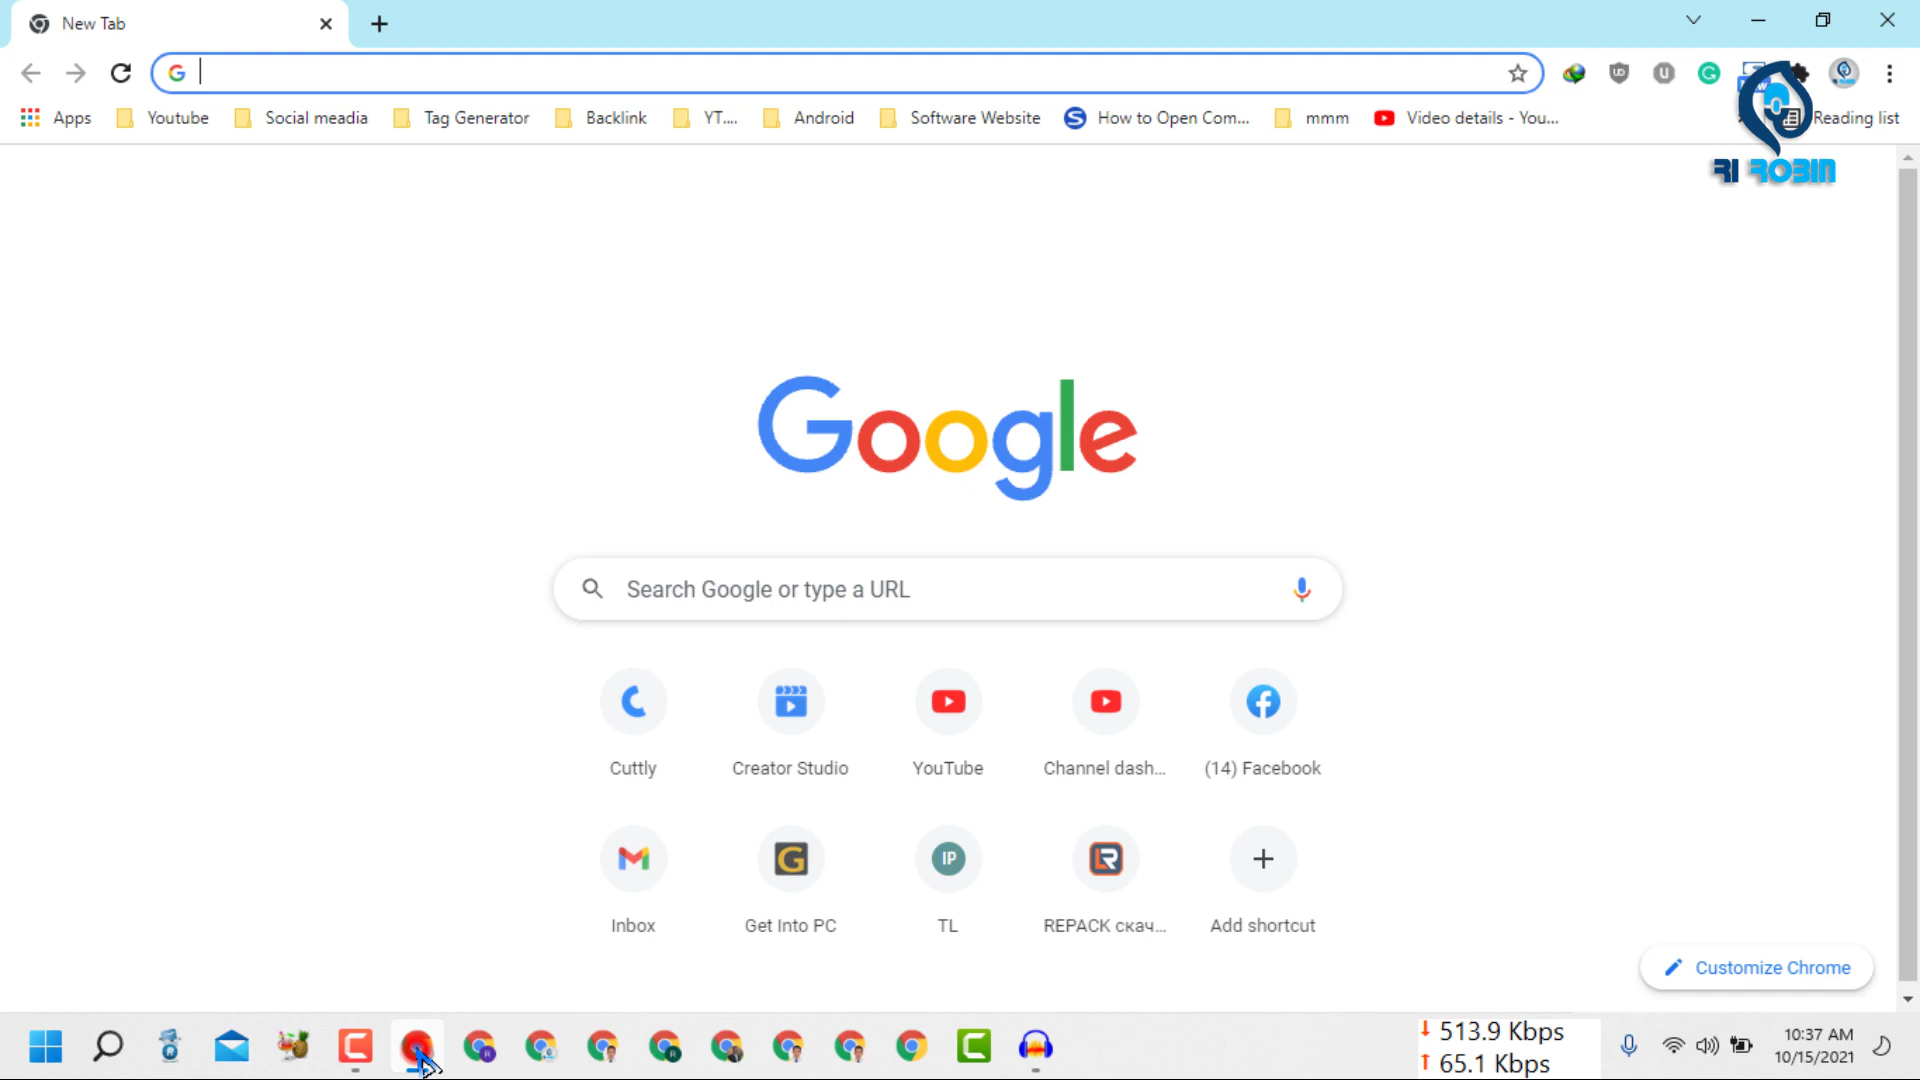 New Tab
Apps
Youtube
Social meadia
Tag Generator
Backlink
YT....
Android
Software Website
How to Open Com...
mmm
Video details - You...
Reading list
RI ROBIN
Google
Search Google or type a URL
Cuttly
Creator Studio
YouTube
Channel dash...
(14) Facebook
IP
Inbox
Get Into PC
TL
REPACK скач...
Add shortcut
Customize Chrome
513.9 Kbps
65.1 Kbps
10:37 AM
10/15/2021